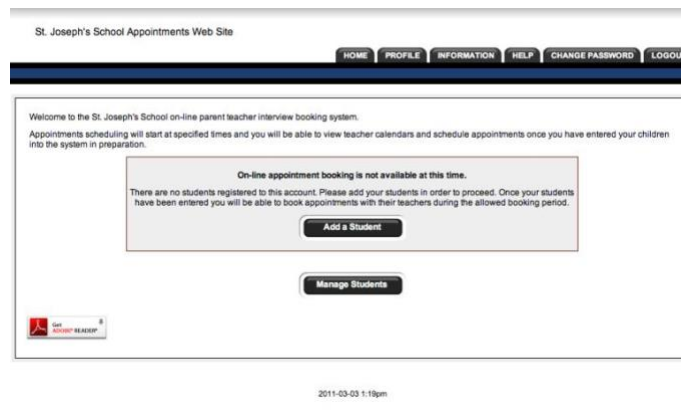 St. Joseph's School Appointments Web Site
HOME PROFILE INFORMATION HELP CHANGE PASSWORD LOGOU
Welcome to the St. Joseph's School on-line parent teacher interview booking system.
Appointments scheduling will start at specified times and you will be able to view teacher calendars and schedule appointments once you have entered your children
into the system in preparation.
On-line appointment booking is not available at this time.
There are no students registered to this account. Please add your students in order to proceed. Once your students
have been entered you will be able to book appointments with their teachers during the allowed booking period.
Add a Student
Manage Students
Get
ADOBE® READER®
2011-03-03 1:19pm